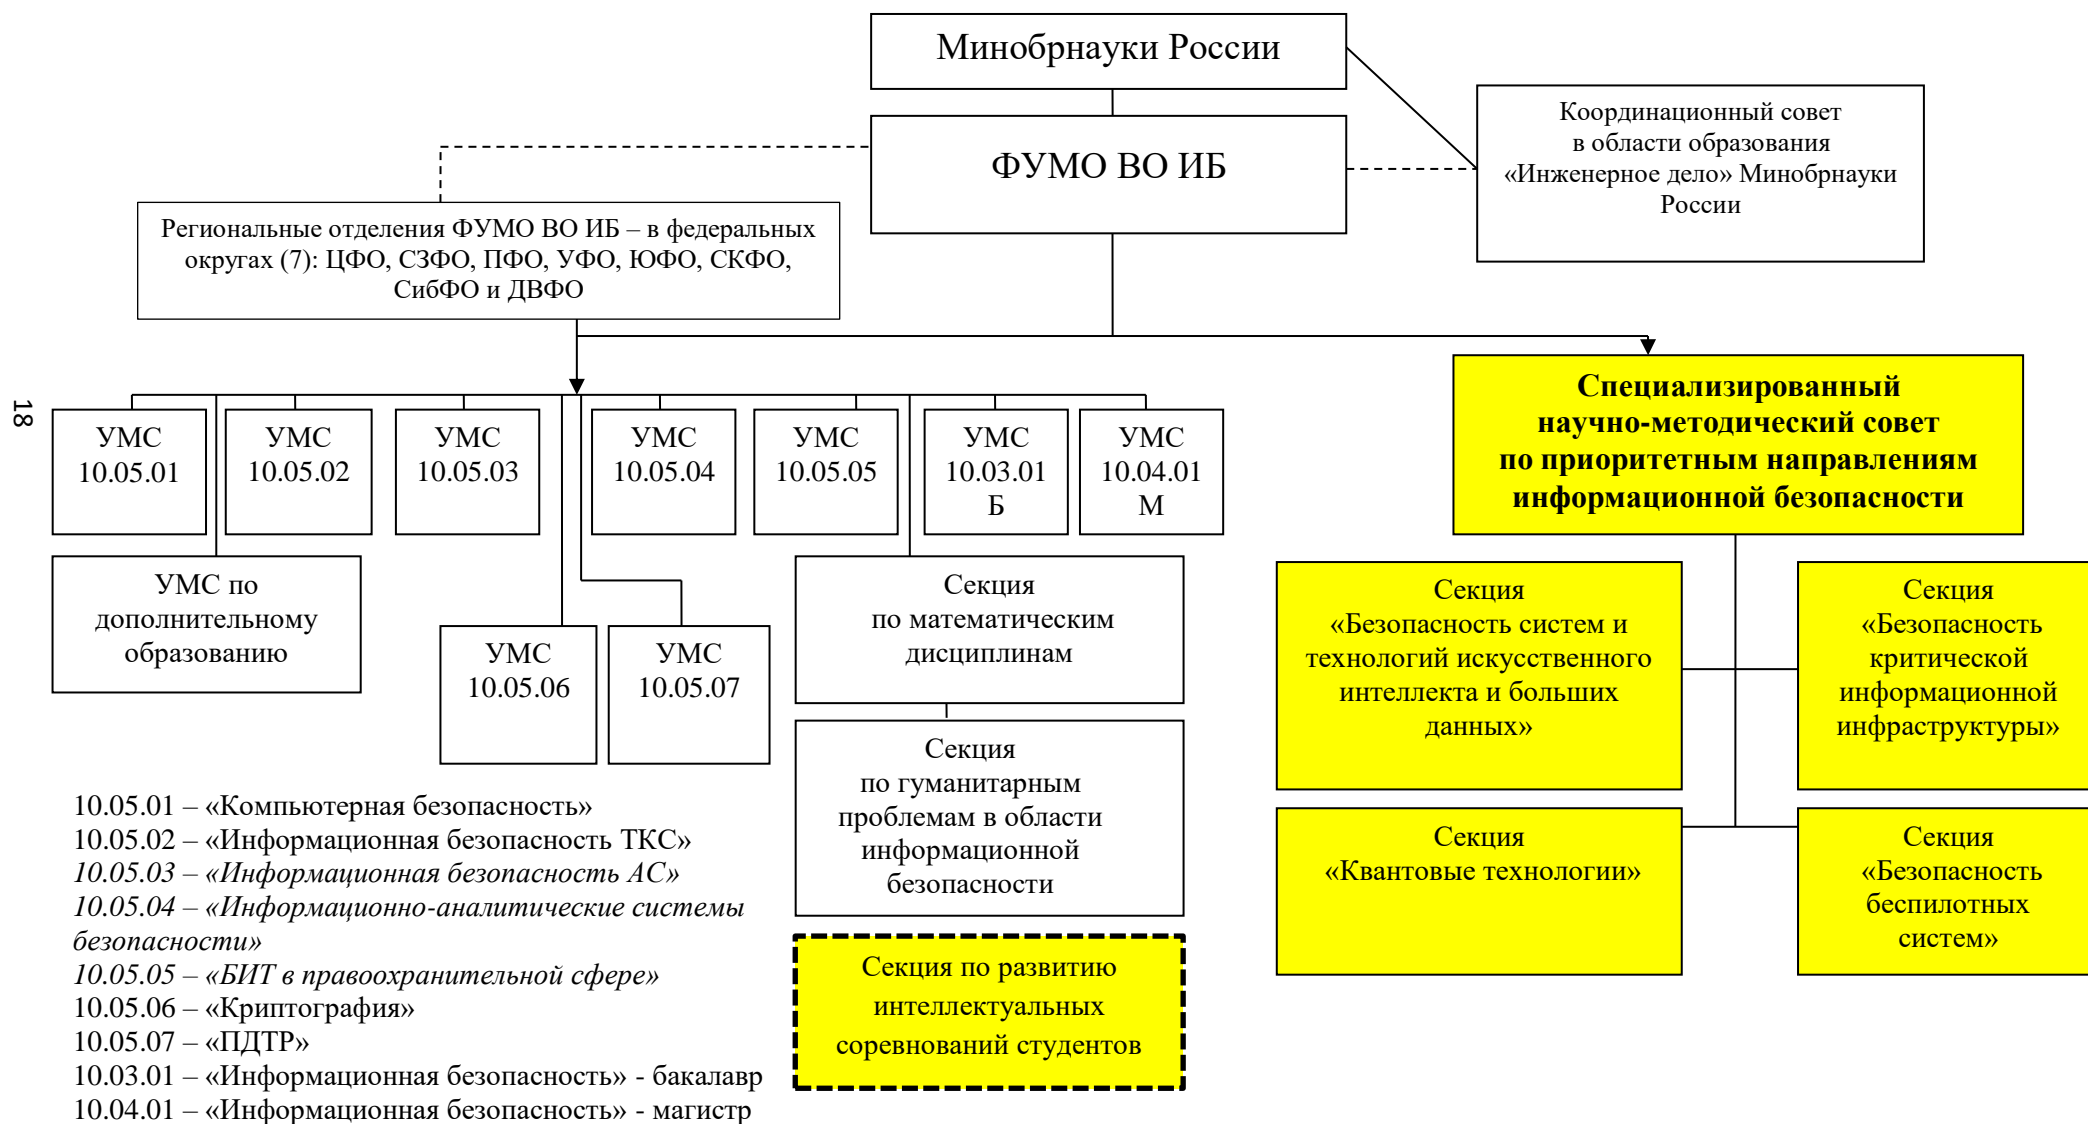 Минобрнауки России
ФУМО ВО ИБ
Координационный совет
в области образования
«Инженерное дело» Минобрнауки
России
Региональные отделения ФУМО ВО ИБ – в федеральных
округах (7): ЦФО, СЗФО, ПФО, УФО, ЮФО, СКФО,
СибФО и ДВФО
18
УМС
10.05.01
УМС
10.05.02
УМС
10.05.03
УМС
10.05.04
УМС
10.05.05
УМС
10.03.01
Б
УМС
10.04.01
М
Специализированный
научно-методический совет
по приоритетным направлениям
информационной безопасности
УМС по
дополнительному
образованию
УМС
10.05.06
УМС
10.05.07
Секция
по математическим
дисциплинам
Секция
по гуманитарным
проблемам в области
информационной
безопасности
Секция по развитию
интеллектуальных
соревнований студентов
Секция
«Безопасность систем и
технологий искусственного
интеллекта и больших
данных»
Секция
«Безопасность
критической
информационной
инфраструктуры»
Секция
«Квантовые технологии»
Секция
«Безопасность
беспилотных
систем»
10.05.01 – «Компьютерная безопасность»
10.05.02 – «Информационная безопасность ТКС»
10.05.03 – «Информационная безопасность АС»
10.05.04 – «Информационно-аналитические системы
безопасности»
10.05.05 – «БИТ в правоохранительной сфере»
10.05.06 – «Криптография»
10.05.07 – «ПДТР»
10.03.01 – «Информационная безопасность» - бакалавр
10.04.01 – «Информационная безопасность» - магистр